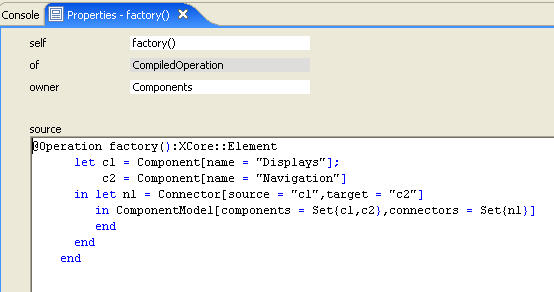 Console Properties - factory()
self factory()
of CompiledOperation
owner Components
source
@Operation factory():XCore::Element
let c1 = Component[name = "Displays"];
c2 = Component[name = "Navigation"]
in let n1 = Connector[source = "c1",target = "c2"]
in ComponentModel[components = Set{c1,c2},connectors = Set{n1}]
end
end
end